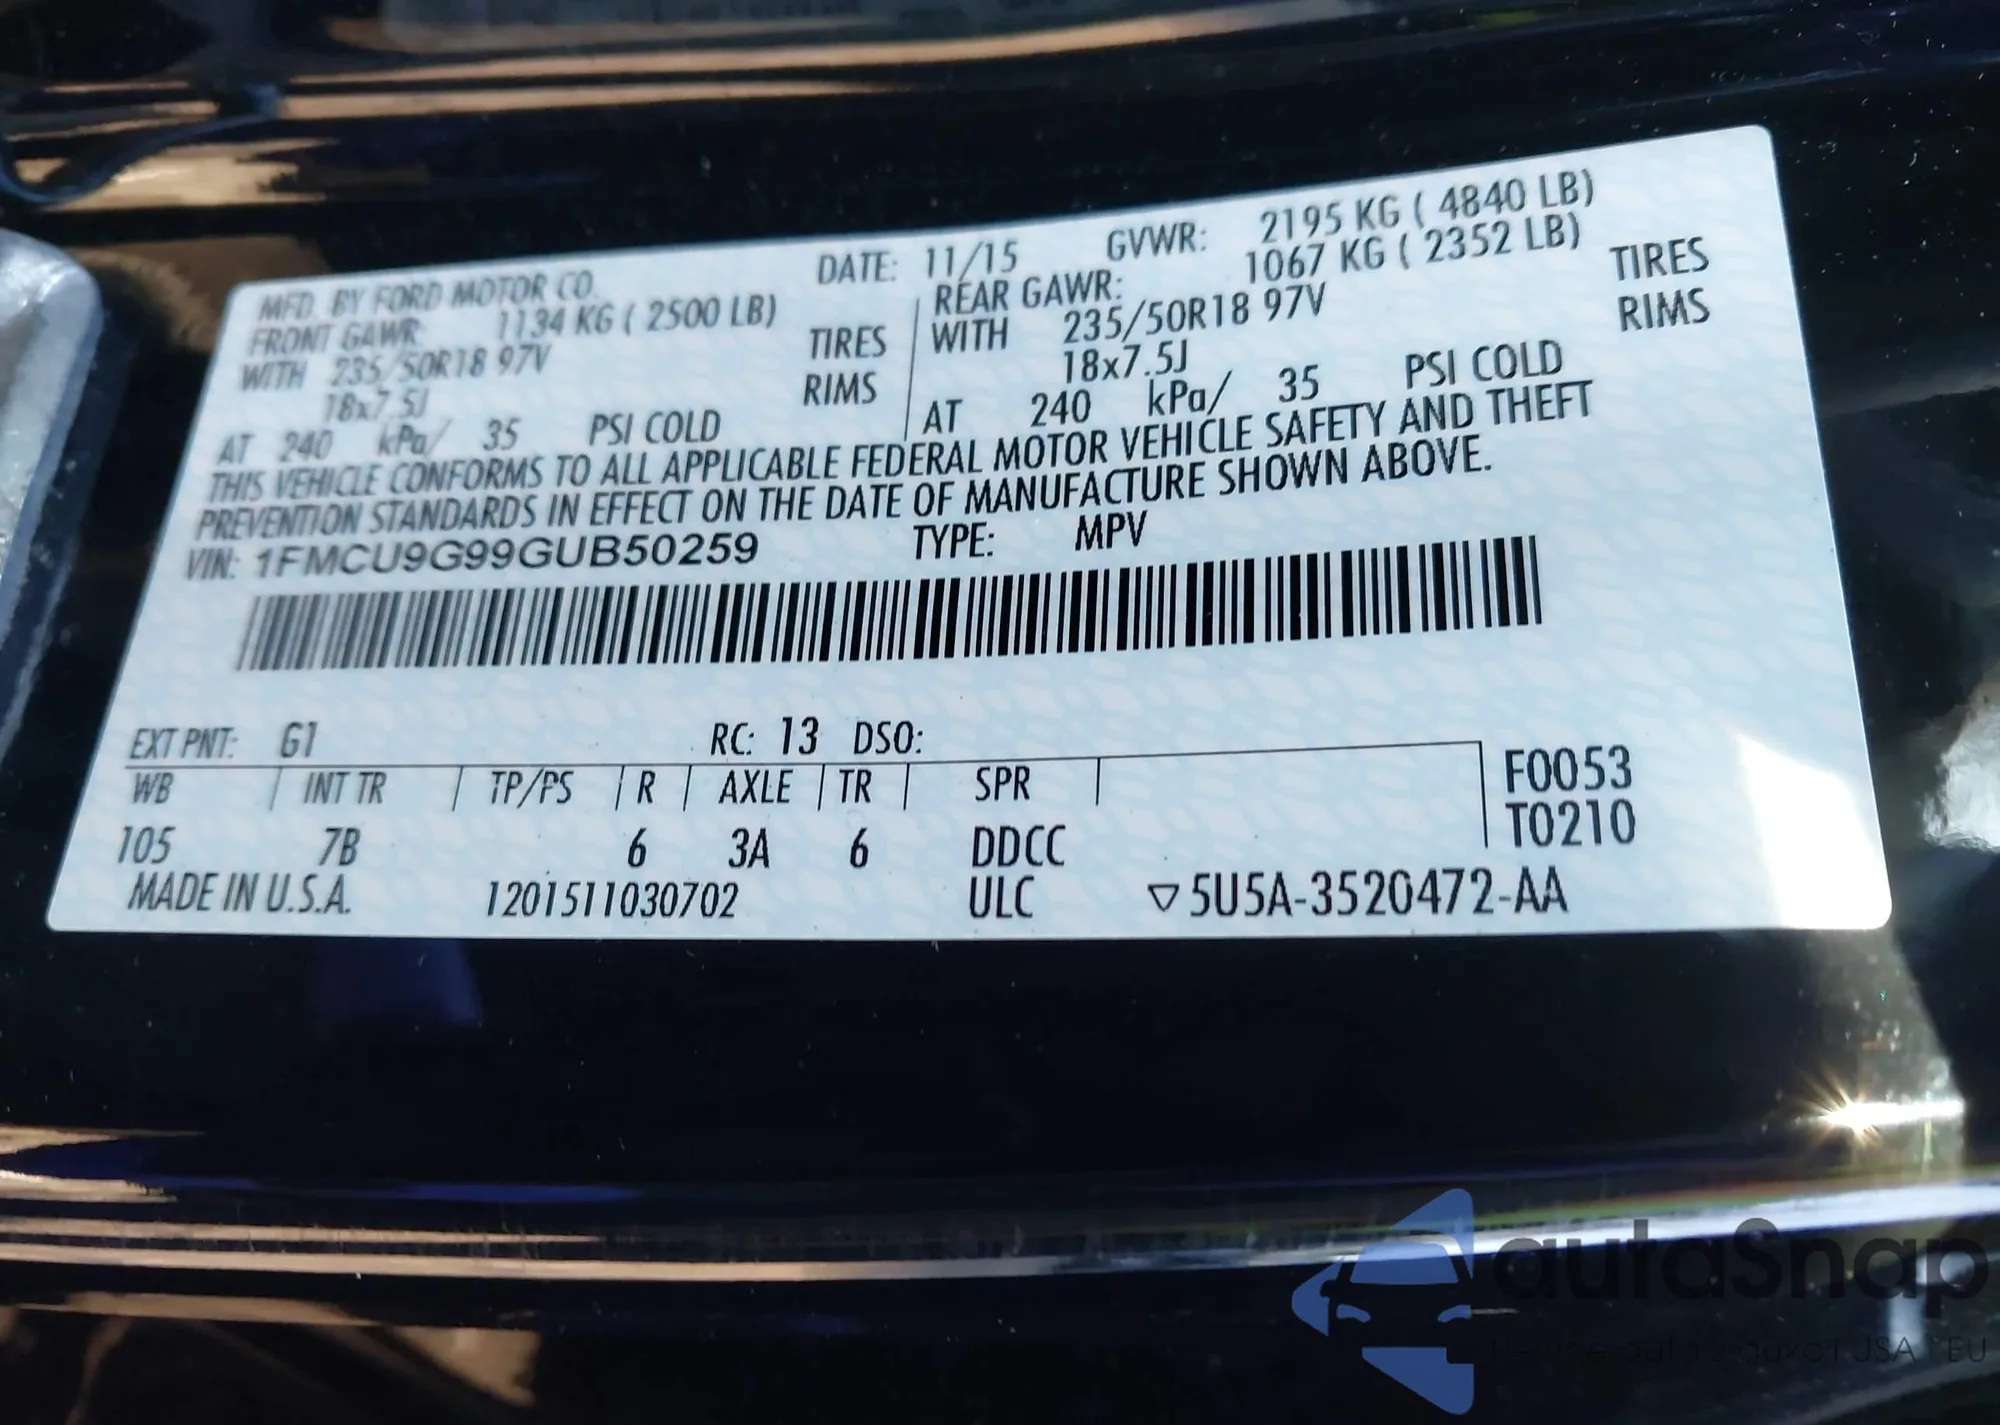 MFD. BY FORD MOTOR CO. DATE: 11/15 GVWR: 2195 KG ( 4840 LB)
FRONT GAWR: 1134 KG ( 2500 LB) REAR GAWR: 1067 KG ( 2352 LB)
WITH 235/50R18 97V TIRES WITH 235/50R18 97V TIRES
18x7.5J RIMS 18x7.5J RIMS
AT 240 kPa/ 35 PSI COLD AT 240 kPa/ 35 PSI COLD
THIS VEHICLE CONFORMS TO ALL APPLICABLE FEDERAL MOTOR VEHICLE SAFETY AND THEFT
PREVENTION STANDARDS IN EFFECT ON THE DATE OF MANUFACTURE SHOWN ABOVE.
VIN: 1FMCU9G99GUB50259 TYPE: MPV
EXT PNT: G1 RC: 13 DSO:
WB INT TR TP/PS R AXLE TR SPR F0053
T0210
105 7B 6 3A 6 DDCC
MADE IN U.S.A. 1201511030702 ULC ▽5U5A-3520472-AA
autaSnap
USA EU